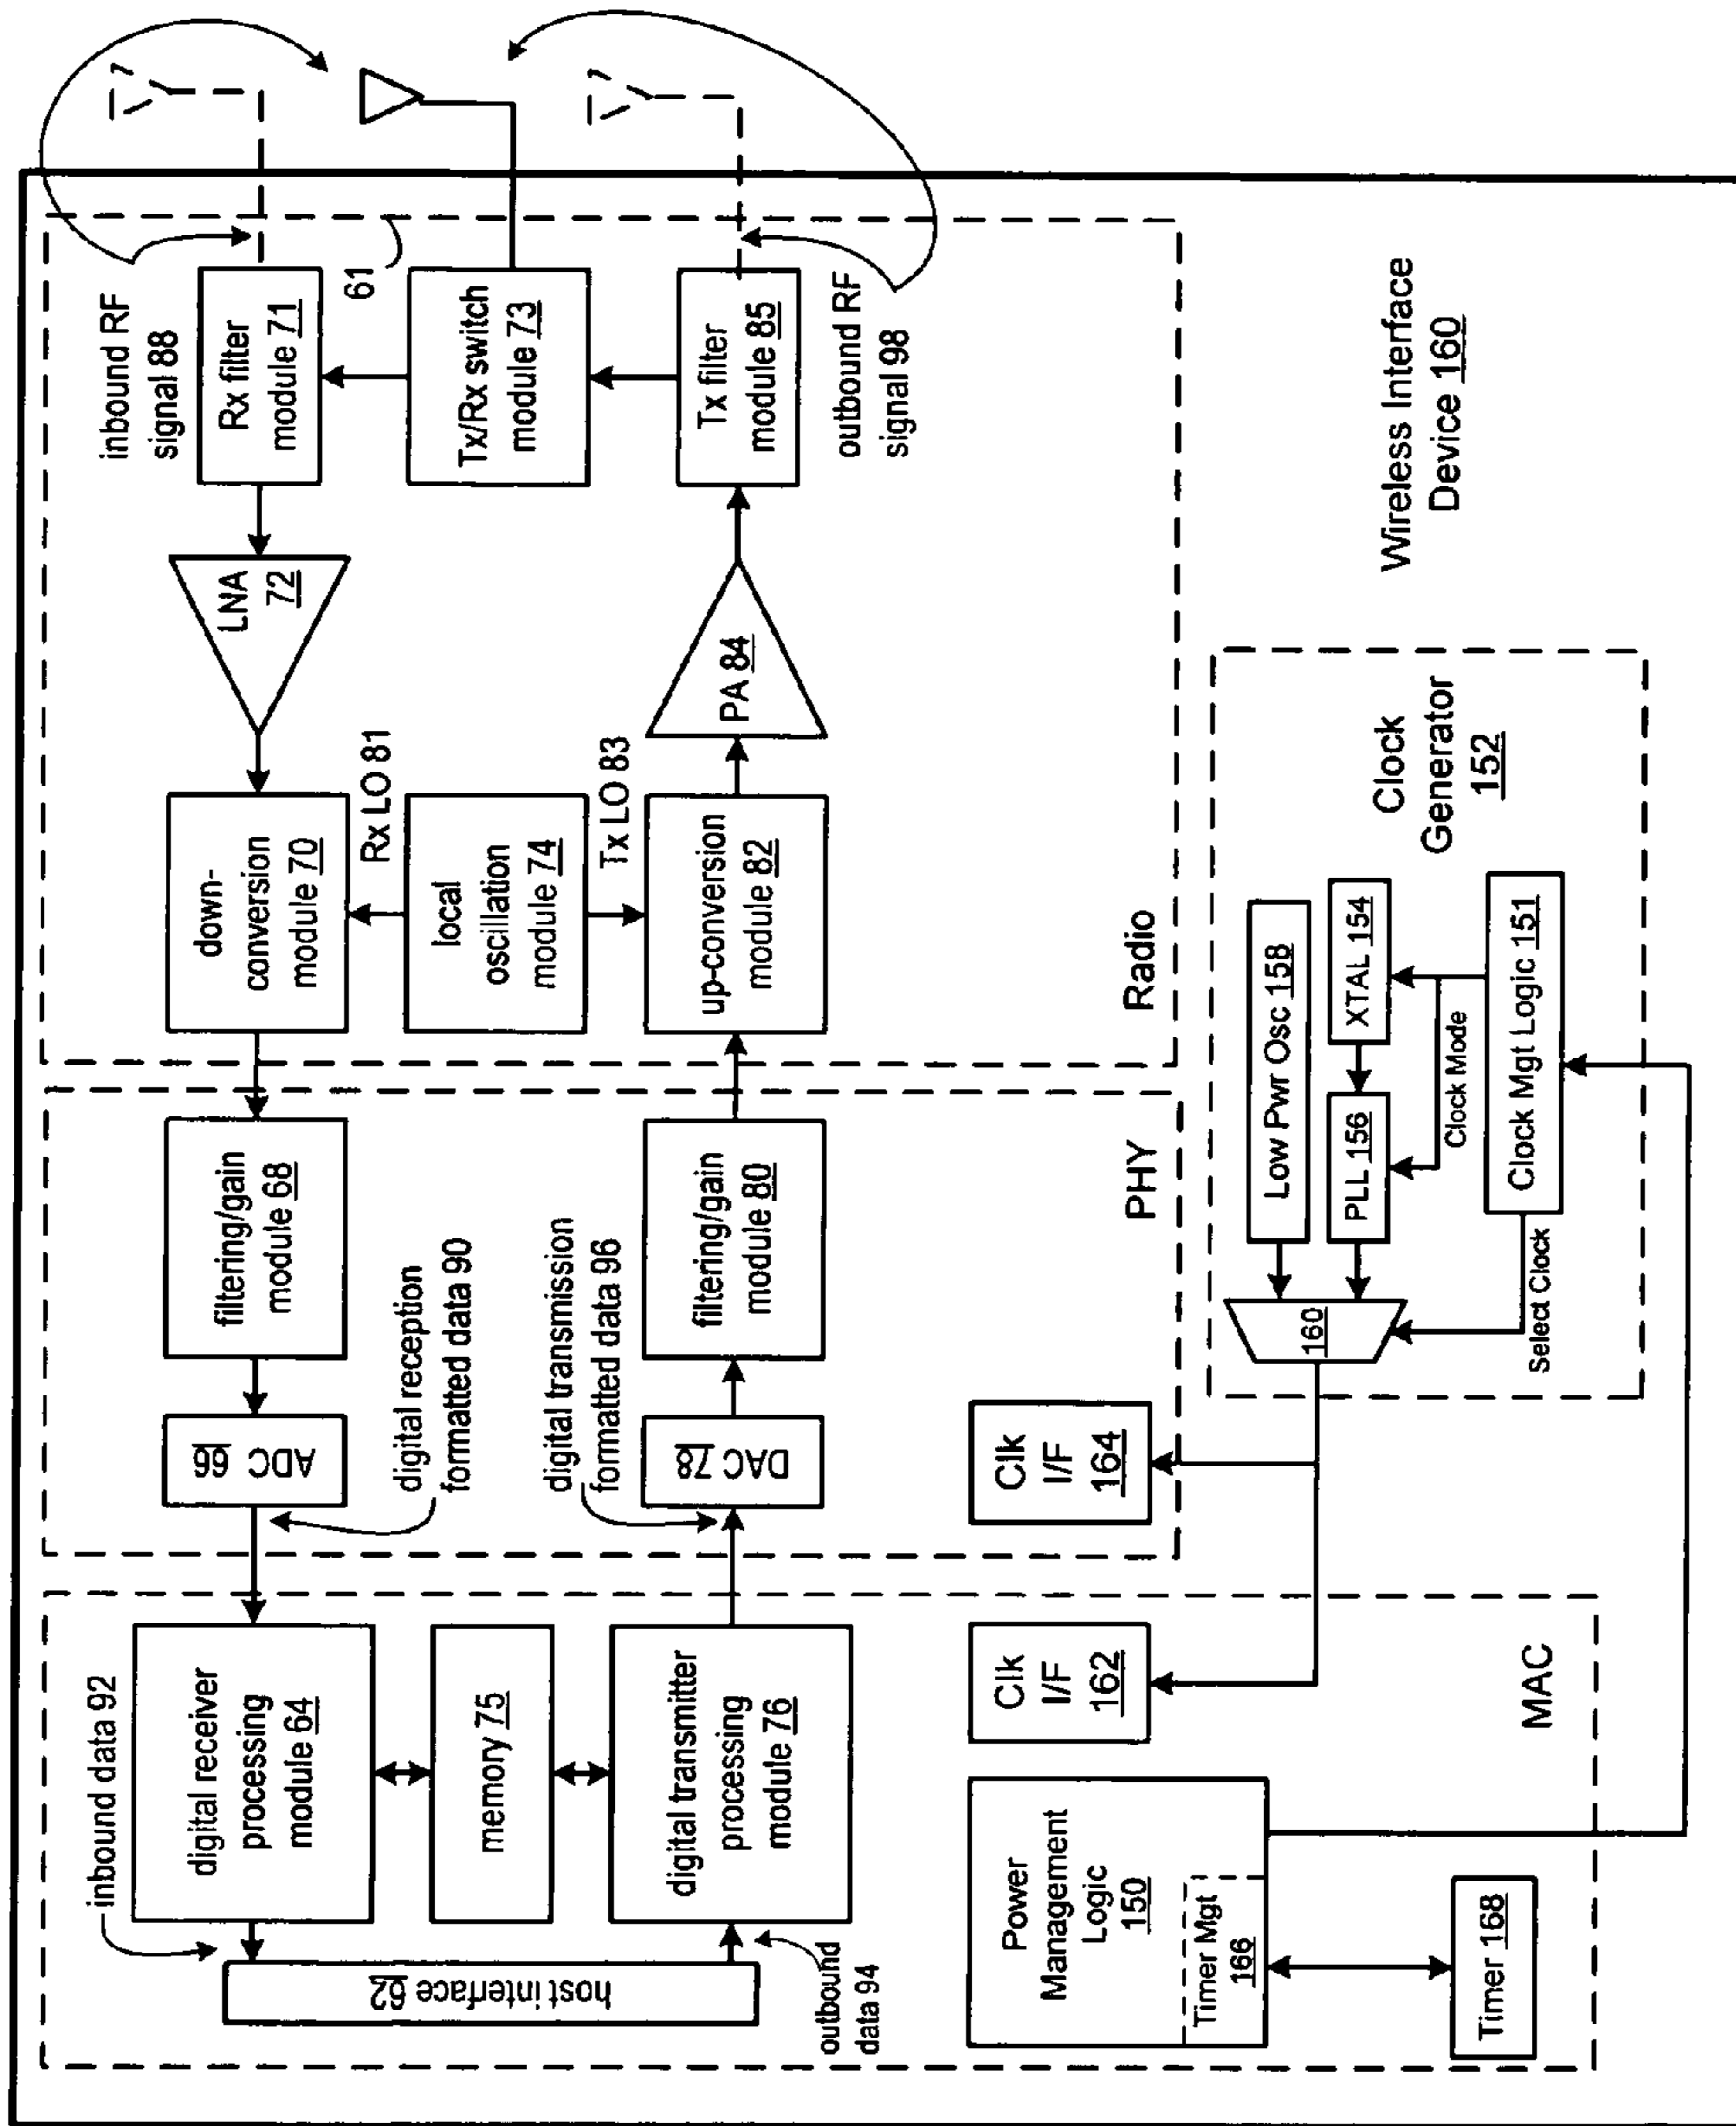 inbound data 92
digital receiver
processing
module 64
memory 75
digital transmitter
processing
module 76
host interface 62
outbound
data 94
ADC 66
filtering/gain
module 68
digital reception
formatted data 90
digital transmission
formatted data 96
DAC 78
filtering/gain
module 80
down-
conversion
module 70
Rx LO 81
local
oscillation
module 74
Tx LO 83
up-conversion
module 82
LNA
72
PA 84
inbound RF
signal 88
Rx filter
module 71
61
Tx/Rx switch
module 73
Tx filter
module 85
outbound RF
signal 98
Power
Management
Logic
150
Timer Mgt
166
Timer 168
Clk
I/F
162
MAC
Clk
I/F
164
PHY
Radio
160
Low Pwr Osc 158
PLL 156
XTAL 154
Clock Mode
Select Clock
Clock Mgt Logic 151
Clock
Generator
152
Wireless Interface
Device 160